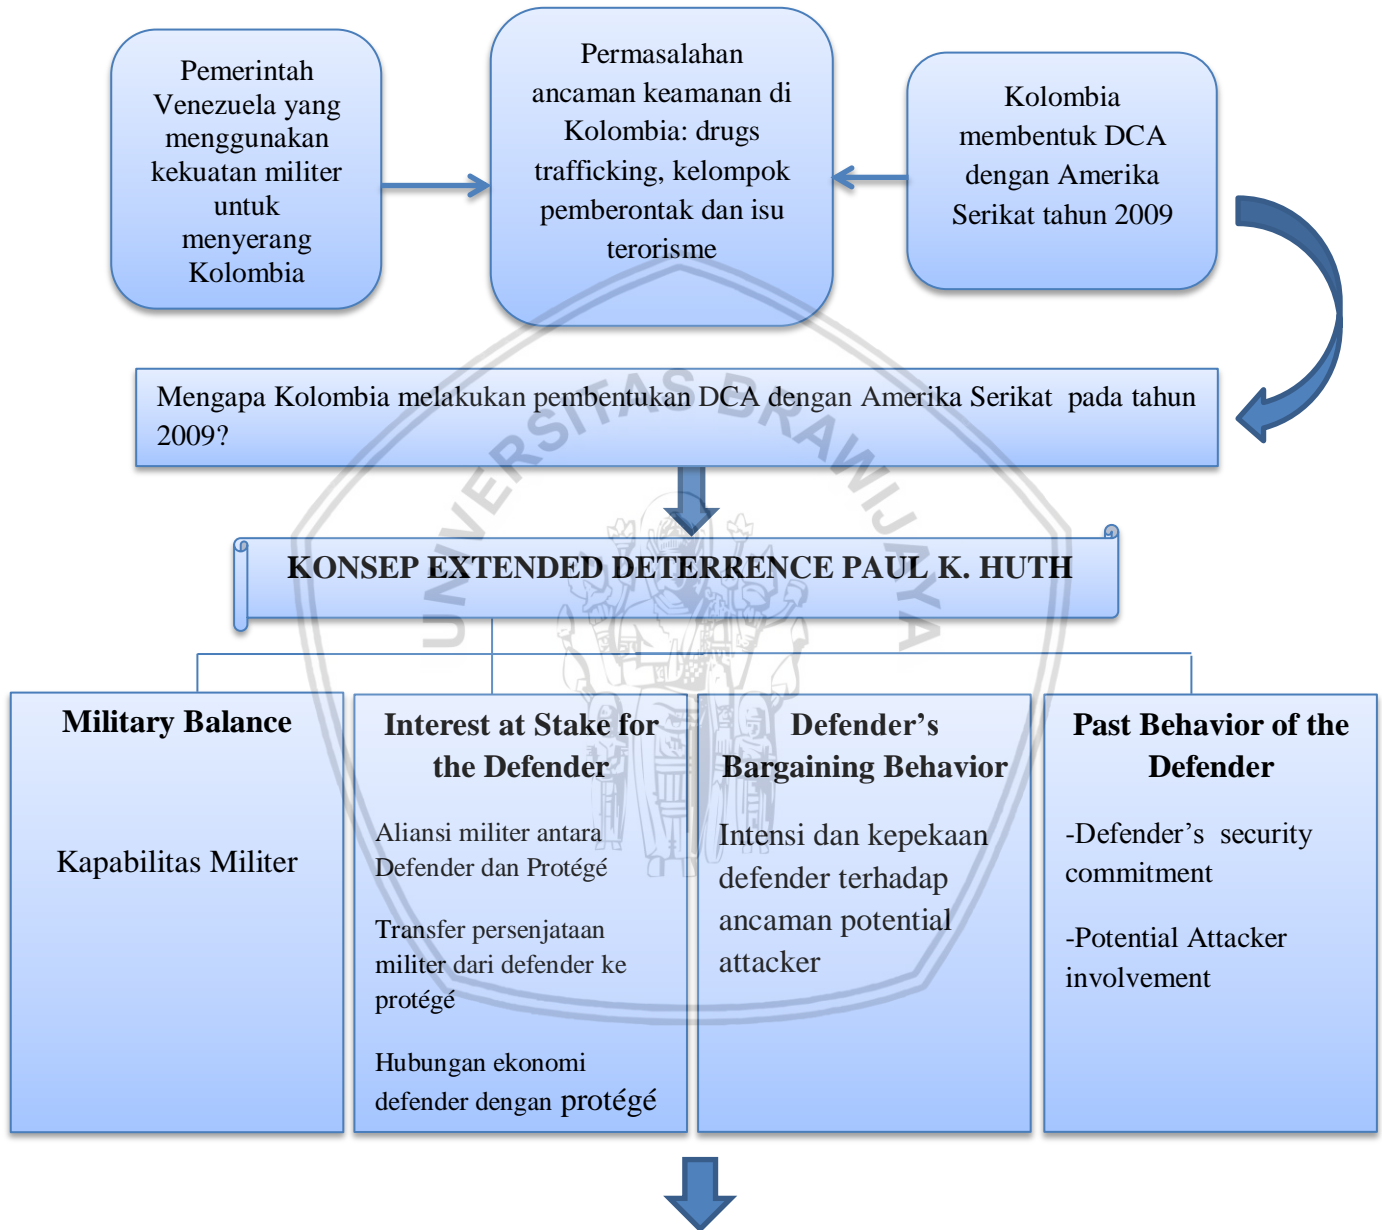 Pemerintah
Venezuela yang
menggunakan
kekuatan militer
untuk
menyerang
Kolombia
Permasalahan
ancaman keamanan di
Kolombia: drugs
trafficking, kelompok
pemberontak dan isu
terorisme
Kolombia
membentuk DCA
dengan Amerika
Serikat tahun 2009
Mengapa Kolombia melakukan pembentukan DCA dengan Amerika Serikat pada tahun
2009?
UNIVERSITAS BRAWIJAYA
KONSEP EXTENDED DETERRENCE PAUL K. HUTH
Military Balance
Kapabilitas Militer
Interest at Stake for
the Defender
Aliansi militer antara
Defender dan Protégé
Transfer persenjataan
militer dari defender ke
protégé
Hubungan ekonomi
defender dengan protégé
Defender’s
Bargaining Behavior
Intensi dan kepekaan
defender terhadap
ancaman potential
attacker
Past Behavior of the
Defender
-Defender’s security
commitment
-Potential Attacker
involvement